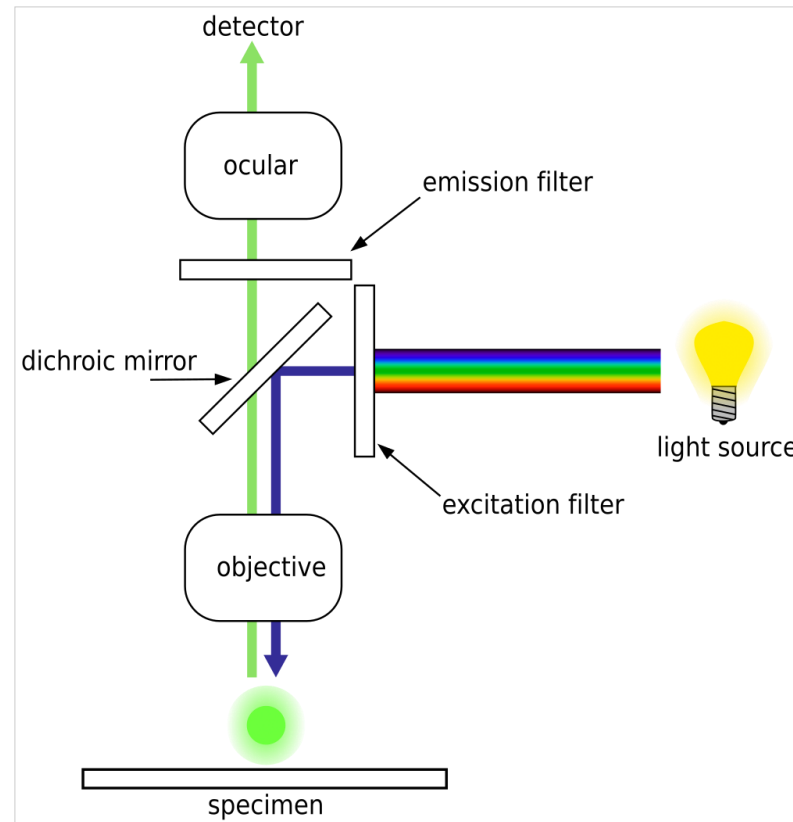 detector
ocular
emission filter
dichroic mirror
light source
excitation filter
objective
specimen